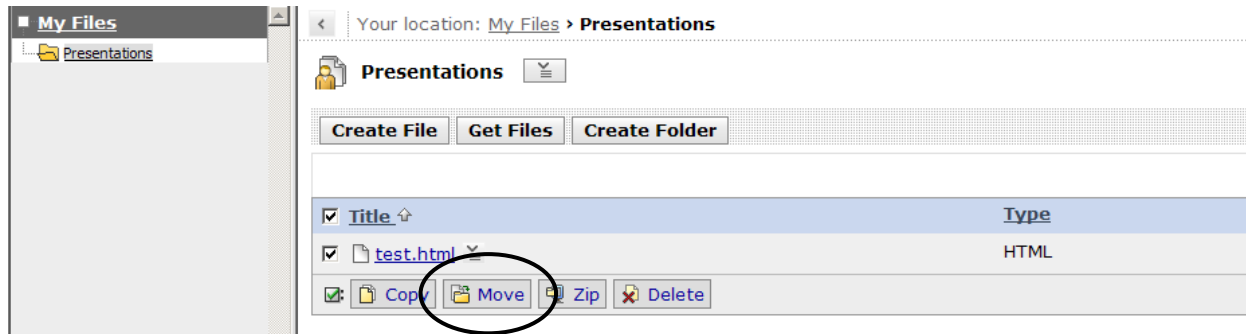 My Files
Presentations
Your location: My Files › Presentations
Presentations
Create File Get Files Create Folder
Title Type
test.html HTML
Copy Move Zip Delete